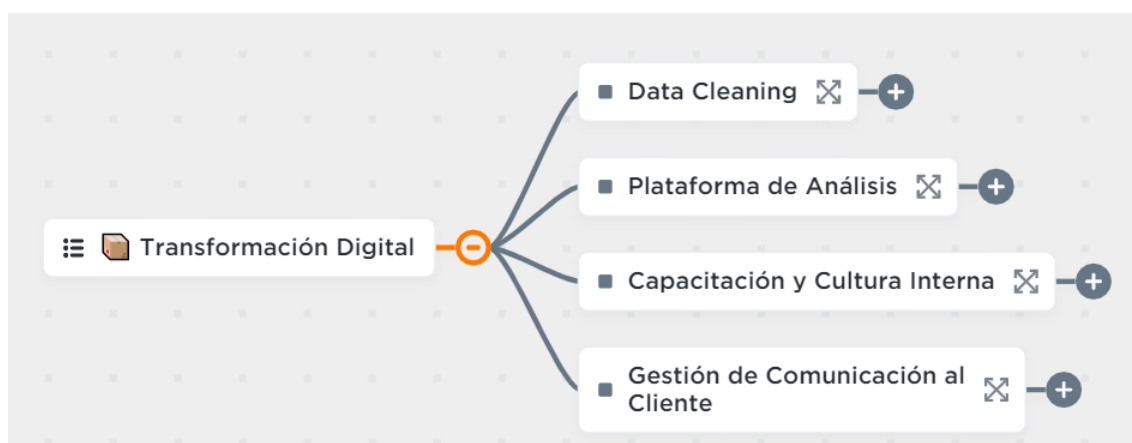 Data Cleaning
Plataforma de Análisis
Transformación Digital
Capacitación y Cultura Interna
Gestión de Comunicación al
Cliente